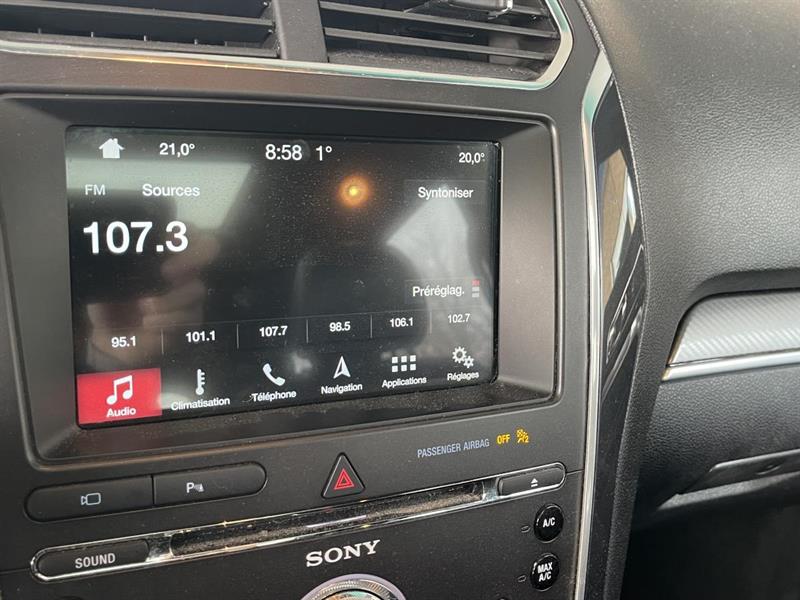 21,0° 8:58 1° 20,0°
FM Sources Syntoniser
107.3
Préréglag.
95.1 101.1 107.7 98.5 106.1 102.7
Audio Climatisation Téléphone Navigation Applications Réglages
PASSENGER AIRBAG OFF 2
P
SOUND
SONY
A/C
MAX
A/C